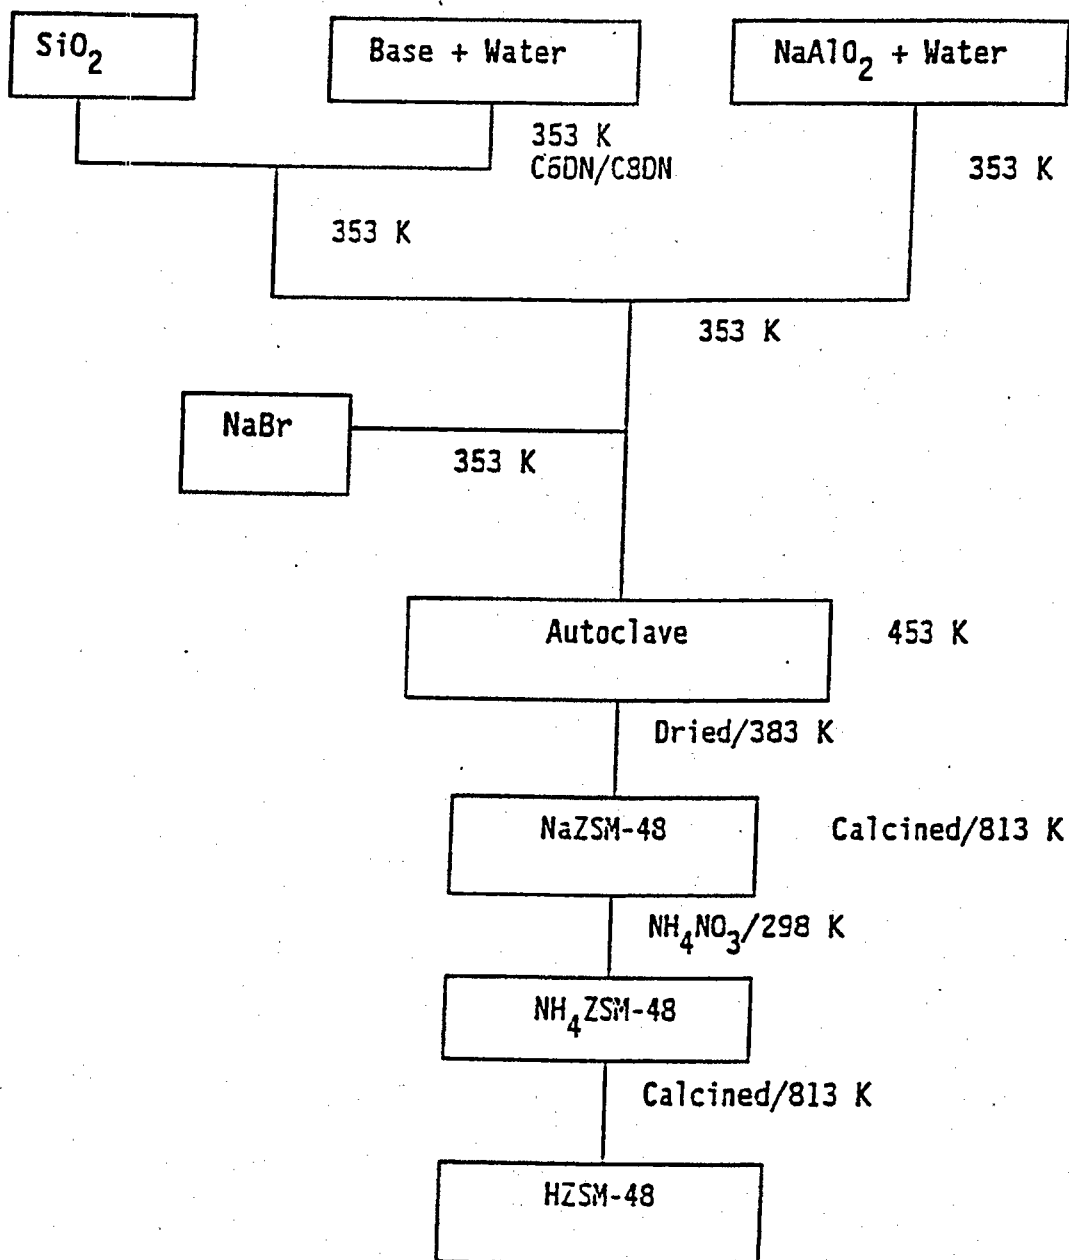 SiO2
Base + Water
NaAlO2 + Water
353 K
C6DN/C8DN
353 K
353 K
353 K
NaBr
353 K
Autoclave
453 K
Dried/383 K
NaZSM-48
Calcined/813 K
NH4NO3/298 K
NH4ZSM-48
Calcined/813 K
HZSM-48